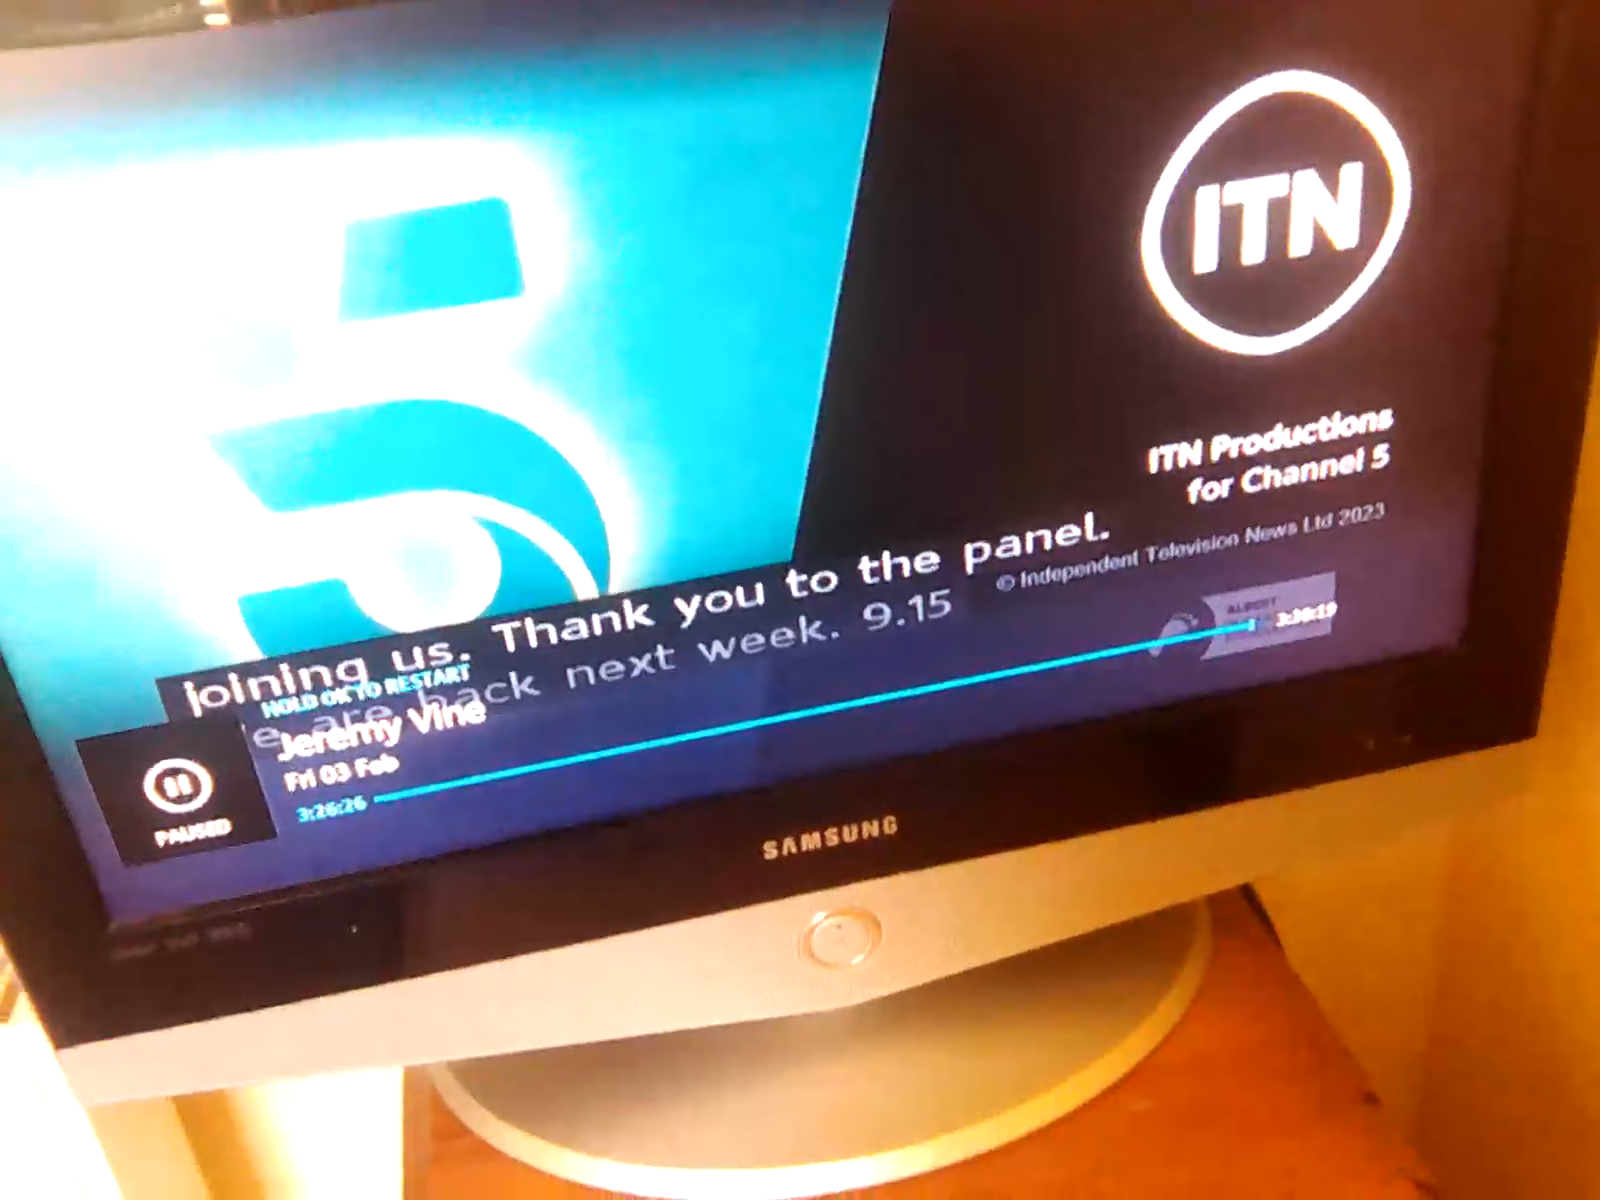 ITN
ITN Productions
for Channel 5
© Independent Television News Ltd 2023
joining us. Thank you to the panel.
e are back next week. 9.15
HOLD OK TO RESTART
Jeremy Vine
Fri 03 Feb
3:26:26
3:30:19
PAUSED
SAMSUNG